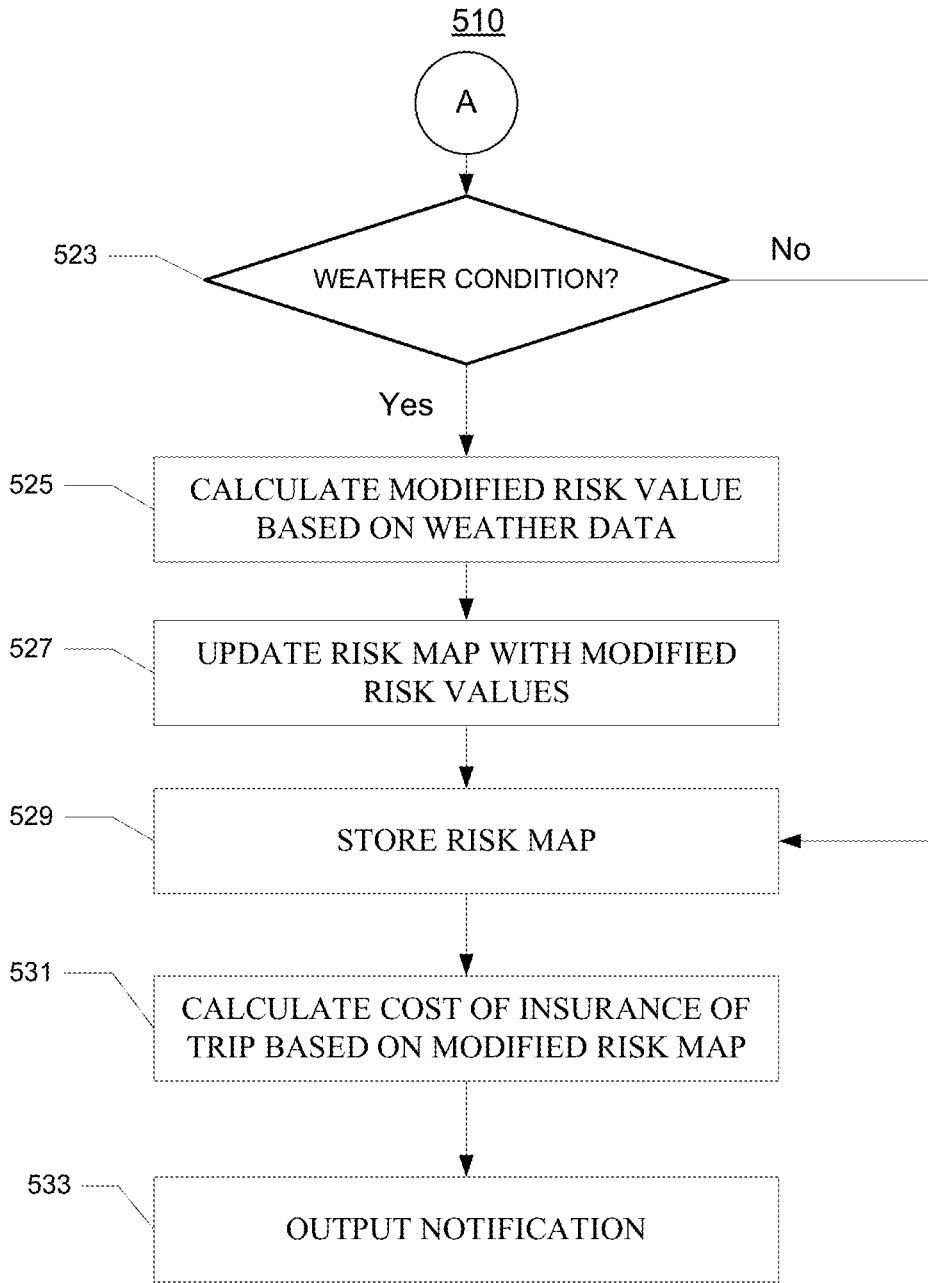 510
A
523
WEATHER CONDITION?
No
Yes
525
CALCULATE MODIFIED RISK VALUE
BASED ON WEATHER DATA
527
UPDATE RISK MAP WITH MODIFIED
RISK VALUES
529
STORE RISK MAP
531
CALCULATE COST OF INSURANCE OF
TRIP BASED ON MODIFIED RISK MAP
533
OUTPUT NOTIFICATION